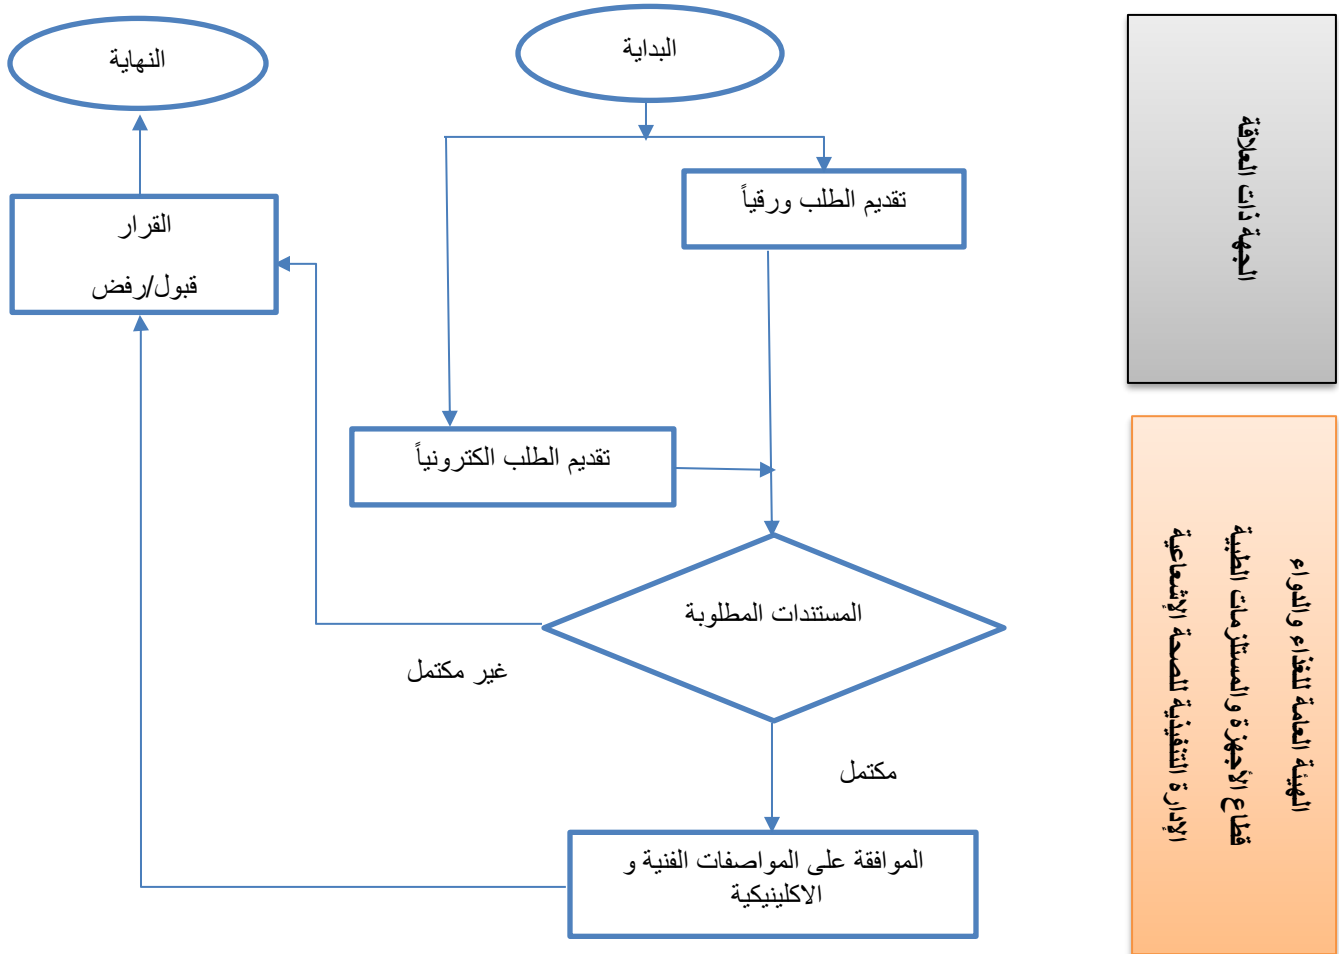 البداية
النهاية
تقديم الطلب ورقياً
القرار
قبول/رفض
تقديم الطلب الكترونياً
المستندات المطلوبة
غير مكتمل
مكتمل
الموافقة على المواصفات الفنية و
الاكلينيكية
الجهة ذات العلاقة
الهيئة العامة للغذاء والدواء
قطاع الأجهزة والمستلزمات الطبية
الإدارة التنفيذية للصحة الإشعاعية